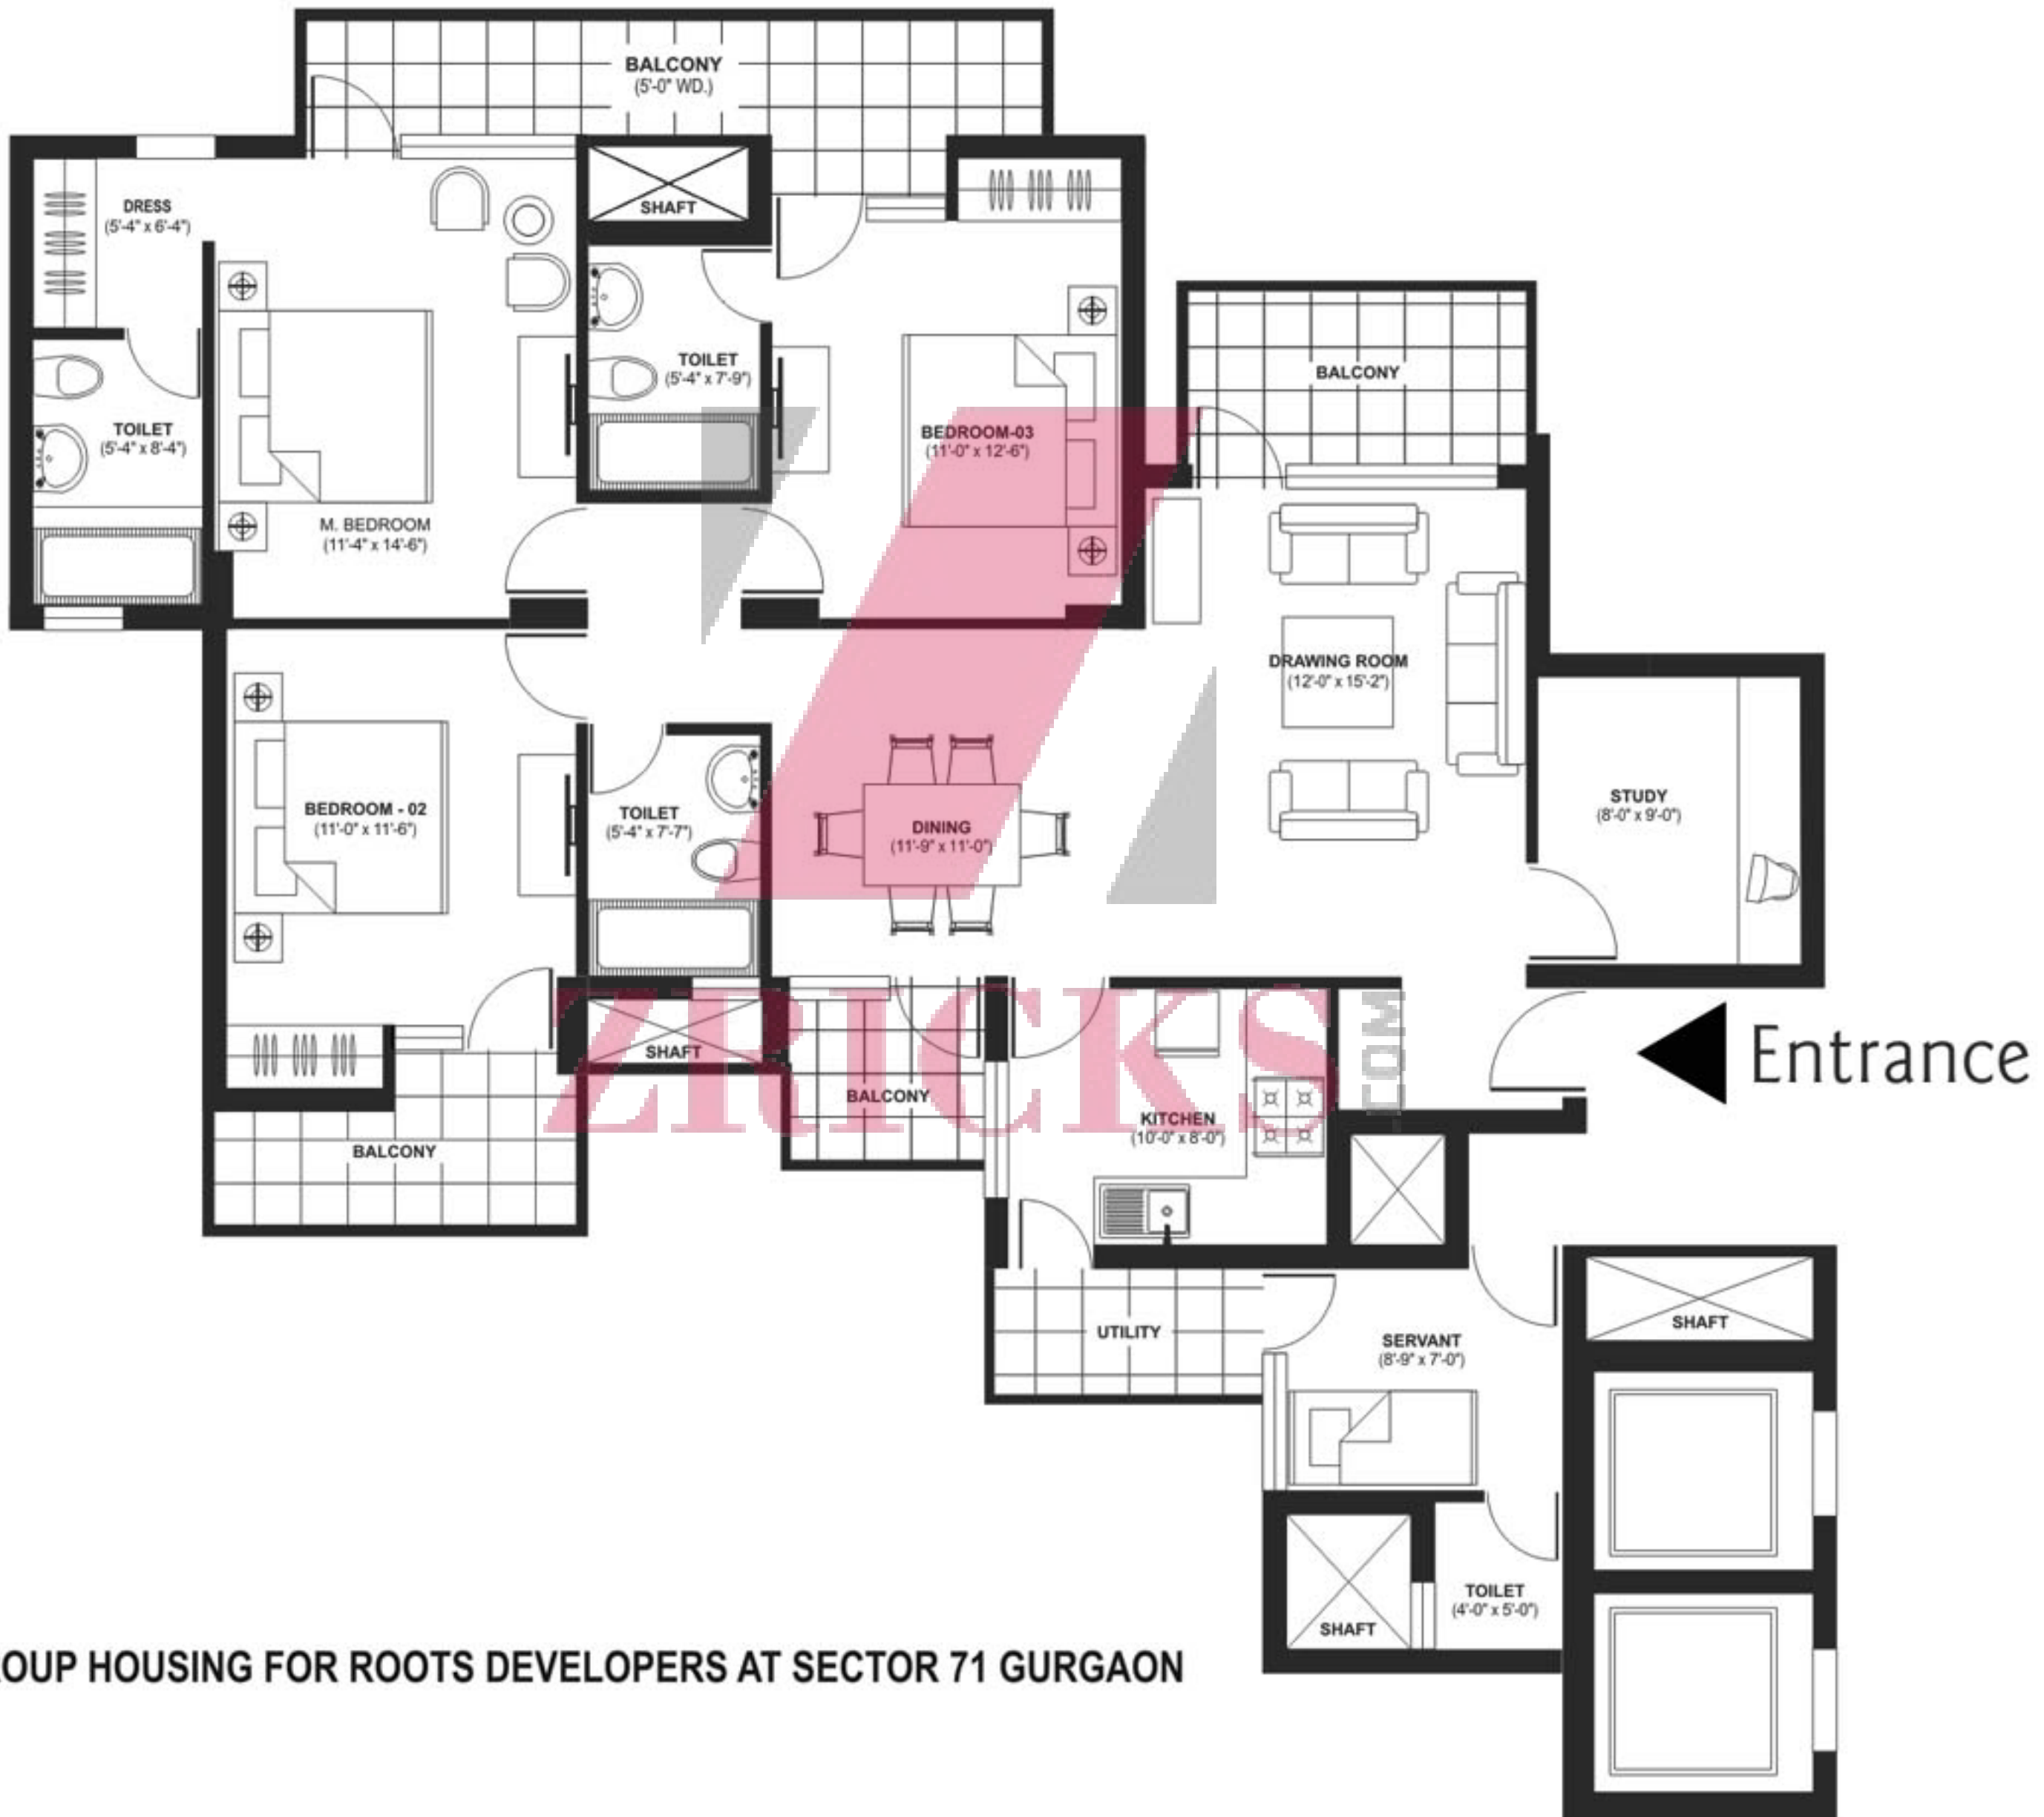 BALCONY
(5'-0" WD.)
DRESS
(5'-4" x 6'-4")
SHAFT
TOILET
(5'-4" x 7'-9")
BALCONY
TOILET
(5'-4" x 8'-4")
BEDROOM-03
(11'-0" x 12'-6")
M. BEDROOM
(11'-4" x 14'-6")
DRAWING ROOM
(12'-0" x 15'-2")
BEDROOM - 02
(11'-0" x 11'-6")
TOILET
(5'-4" x 7'-7")
DINING
(11'-9" x 11'-0")
STUDY
(8'-0" x 9'-0")
SHAFT
ZRICKS
.COM
Entrance
BALCONY
KITCHEN
(10'-0" x 8'-0")
BALCONY
UTILITY
SERVANT
(8'-9" x 7'-0")
SHAFT
TOILET
(4'-0" x 5'-0")
SHAFT
OUP HOUSING FOR ROOTS DEVELOPERS AT SECTOR 71 GURGAON